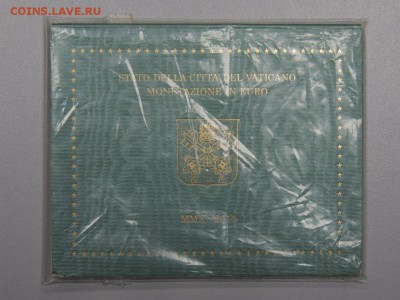 COINS.LAVE.RU
STATO DELLA CITTÀ DEL VATICANO
MONETAZIONE IN EURO